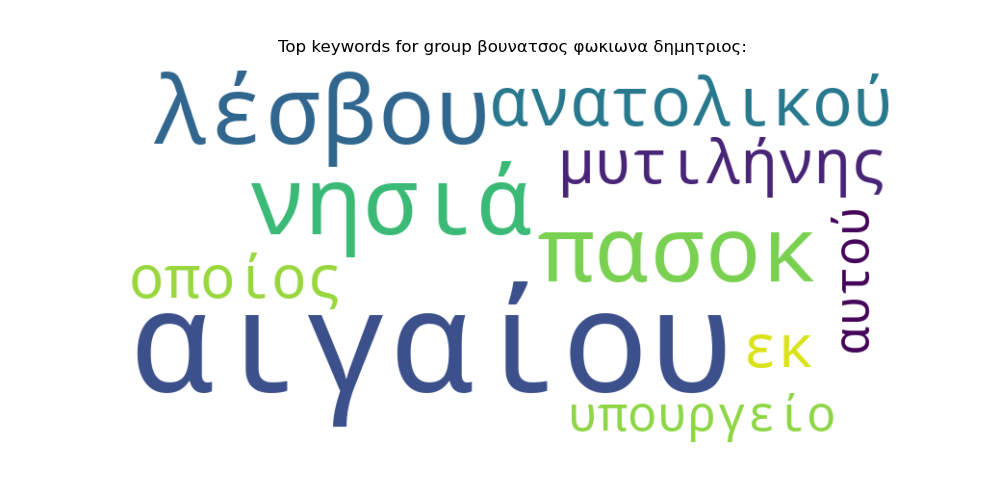 Top keywords for group βουνατσος φωκιωνα δημητριος:
λέσβου
ανατολικού
μυτιλήνης
νησιά
αυτού
πασοκ
οποίος
αιγαίου
εκ
υπουργείο